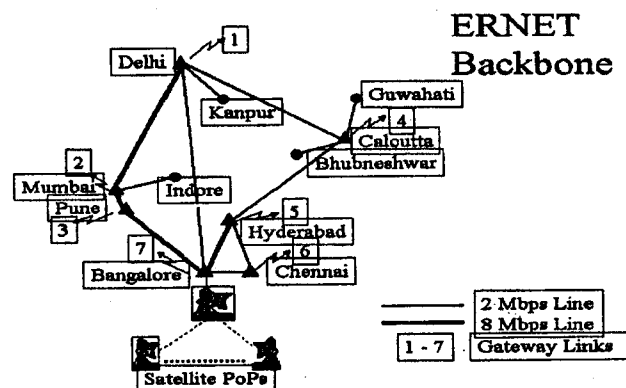 ERNET
Backbone
1
Delhi
Guwahati
Kanpur
4
Calcutta
Bhubneshwar
2
Mumbai
Indore
Pune
3
5
Hyderabad
7
6
Bangalore
Chennai
2 Mbps Line
8 Mbps Line
1 - 7 Gateway Links
Satellite PoPs